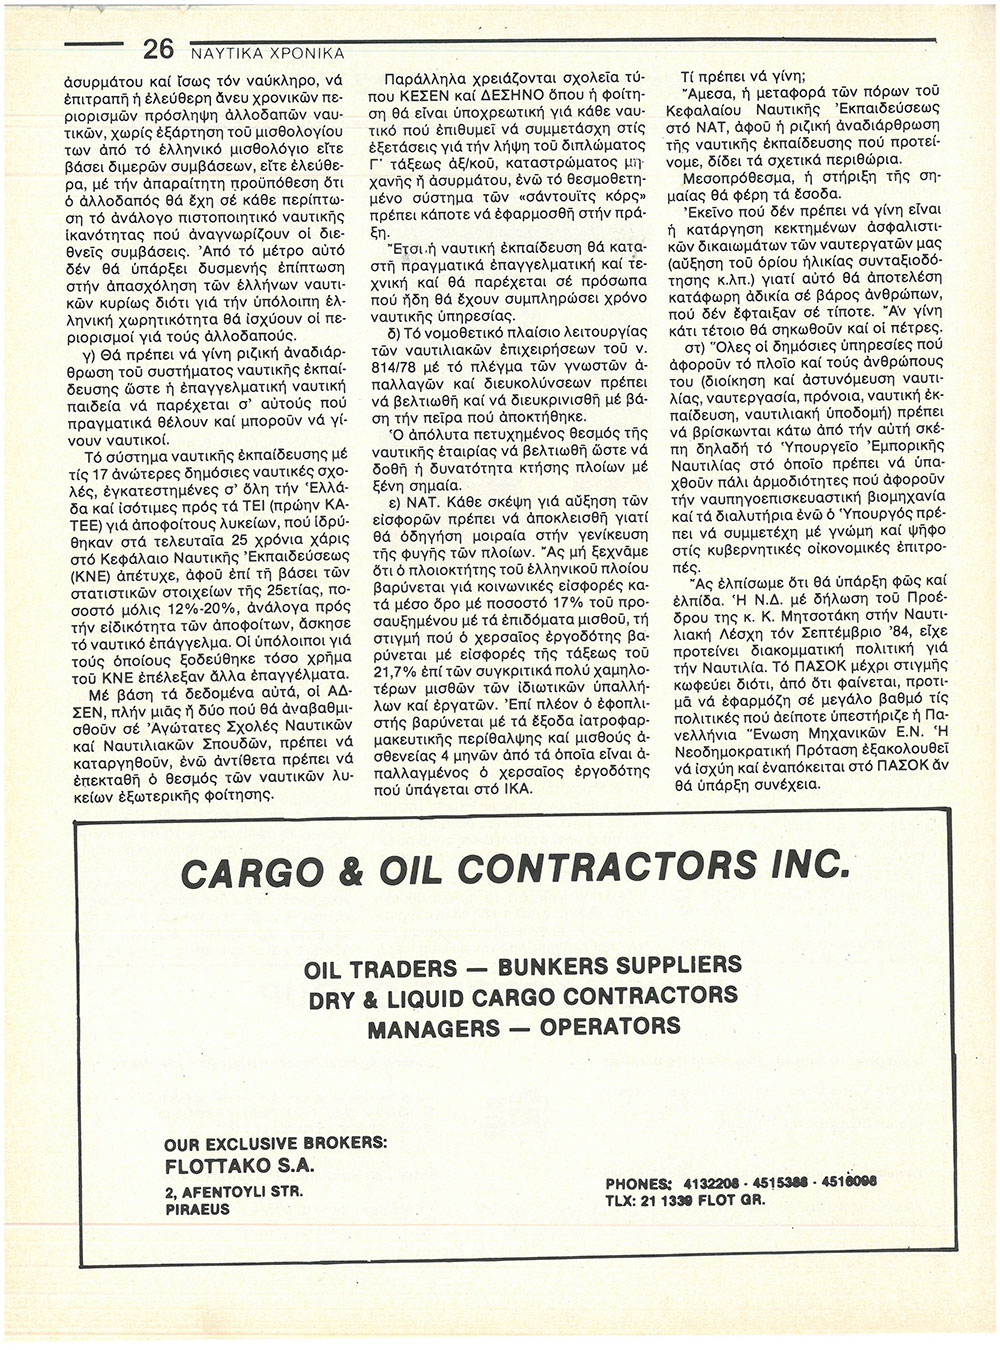 26 ΝΑΥΤΙΚΑ ΧΡΟΝΙΚΑ
ἀσυρμάτου καί ἴσως τόν ναύκληρο, νά
ἐπιτραπῆ ἡ ἐλεύθερη ἄνευ χρονικῶν πε-
ριορισμῶν πρόσληψη ἀλλοδαπῶν ναυ-
τικῶν, χωρίς ἐξάρτηση τοῦ μισθολογίου
των ἀπό τό ἑλληνικό μισθολόγιο εἴτε
βάσει διμερῶν συμβάσεων, εἴτε ἐλεύθε-
ρα, μέ τήν ἀπαραίτητη προϋπόθεση ὅτι
ὁ ἀλλοδαπός θά ἔχη σέ κάθε περίπτω-
ση τό ἀνάλογο πιστοποιητικό ναυτικῆς
ἱκανότητας πού ἀναγνωρίζουν οἱ διε-
θνεῖς συμβάσεις. Ἀπό τό μέτρο αὐτό
δέν θά ὑπάρξει δυσμενής ἐπίπτωση
στήν ἀπασχόληση τῶν ἑλλήνων ναυτι-
κῶν κυρίως διότι γιά τήν ὑπόλοιπη ἑλ-
ληνική χωρητικότητα θά ἰσχύουν οἱ πε-
ριορισμοί γιά τούς ἀλλοδαπούς.
γ) Θά πρέπει νά γίνη ριζική ἀναδιάρ-
θρωση τοῦ συστήματος ναυτικῆς ἐκπαί-
δευσης ὥστε ἡ ἐπαγγελματική ναυτική
παιδεία νά παρέχεται σ' αὐτούς πού
πραγματικά θέλουν καί μποροῦν νά γί-
νουν ναυτικοί.
Τό σύστημα ναυτικῆς ἐκπαίδευσης μέ
τίς 17 ἀνώτερες δημόσιες ναυτικές σχο-
λές, ἐγκατεστημένες σ' ὅλη τήν Ἑλλά-
δα καί ἰσότιμες πρός τά ΤΕΙ (πρώην ΚΑ-
ΤΕΕ) γιά ἀποφοίτους λυκείων, πού ἱδρύ-
θηκαν στά τελευταῖα 25 χρόνια χάρις
στό Κεφάλαιο Ναυτικῆς Ἐκπαιδεύσεως
(ΚΝΕ) ἀπέτυχε, ἀφοῦ ἐπί τῆ βάσει τῶν
στατιστικῶν στοιχείων τῆς 25ετίας, πο-
σοστό μόλις 12%-20%, ἀνάλογα πρός
τήν εἰδικότητα τῶν ἀποφοίτων, ἄσκησε
τό ναυτικό ἐπάγγελμα. Οἱ ὑπόλοιποι γιά
τούς ὁποίους ξοδεύθηκε τόσο χρῆμα
τοῦ ΚΝΕ ἐπέλεξαν ἄλλα ἐπαγγέλματα.
Μέ βάση τά δεδομένα αὐτά, οἱ ΑΔ-
ΣΕΝ, πλήν μιᾶς ἤ δύο πού θά ἀναβαθμι-
σθοῦν σέ Ἀγώτατες Σχολές Ναυτικῶν
καί Ναυτιλιακῶν Σπουδῶν, πρέπει νά
καταργηθοῦν, ἐνῶ ἀντίθετα πρέπει νά
ἐπεκταθῆ ὁ θεσμός τῶν ναυτικῶν λυ-
κείων ἐξωτερικῆς φοίτησης.
Παράλληλα χρειάζονται σχολεῖα τύ-
που ΚΕΣΕΝ καί ΔΕΣΗΝΟ ὅπου ἡ φοίτη-
ση θά εἶναι ὑποχρεωτική γιά κάθε ναυ-
τικό πού ἐπιθυμεῖ νά συμμετάσχη στίς
ἐξετάσεις γιά τήν λήψη τοῦ διπλώματος
Γ΄ τάξεως ἀξ/κοῦ, καταστρώματος μη-
χανῆς ἤ ἀσυρμάτου, ἐνῶ τό θεσμοθετη-
μένο σύστημα τῶν «σάντουϊτς κόρς»
πρέπει κάποτε νά ἐφαρμοσθῆ στήν πρά-
ξη.
Ἔτσι ἡ ναυτική ἐκπαίδευση θά κατα-
στῆ πραγματικά ἐπαγγελματική καί τε-
χνική καί θά παρέχεται σέ πρόσωπα
πού ἤδη θά ἔχουν συμπληρώσει χρόνο
ναυτικῆς ὑπηρεσίας.
δ) Τό νομοθετικό πλαίσιο λειτουργίας
τῶν ναυτιλιακῶν ἐπιχειρήσεων τοῦ ν.
814/78 μέ τό πλέγμα τῶν γνωστῶν ἀ-
παλλαγῶν καί διευκολύνσεων πρέπει
νά βελτιωθῆ καί νά διευκρινισθῆ μέ βά-
ση τήν πεῖρα πού ἀποκτήθηκε.
Ὁ ἀπόλυτα πετυχημένος θεσμός τῆς
ναυτικῆς ἑταιρίας νά βελτιωθῆ ὥστε νά
δοθῆ ἡ δυνατότητα κτήσης πλοίων μέ
ξένη σημαία.
ε) ΝΑΤ. Κάθε σκέψη γιά αὔξηση τῶν
εἰσφορῶν πρέπει νά ἀποκλεισθῆ γιατί
θά ὁδηγήση μοιραία στήν γενίκευση
τῆς φυγῆς τῶν πλοίων. Ἄς μή ξεχνᾶμε
ὅτι ὁ πλοιοκτήτης τοῦ ἑλληνικοῦ πλοίου
βαρύνεται γιά κοινωνικές εἰσφορές κα-
τά μέσο ὅρο μέ ποσοστό 17% τοῦ προ-
σαυξημένου μέ τά ἐπιδόματα μισθοῦ, τή
στιγμή πού ὁ χερσαῖος ἐργοδότης βα-
ρύνεται μέ εἰσφορές τῆς τάξεως τοῦ
21,7% ἐπί τῶν συγκριτικά πολύ χαμηλο-
τέρων μισθῶν τῶν ἰδιωτικῶν ὑπαλλή-
λων καί ἐργατῶν. Ἐπί πλέον ὁ ἐφοπλι-
στής βαρύνεται μέ τά ἔξοδα ἰατροφαρ-
μακευτικῆς περίθαλψης καί μισθούς ἀ-
σθενείας 4 μηνῶν ἀπό τά ὁποῖα εἶναι ἀ-
παλλαγμένος ὁ χερσαῖος ἐργοδότης
πού ὑπάγεται στό ΙΚΑ.
Τί πρέπει νά γίνη;
Ἄμεσα, ἡ μεταφορά τῶν πόρων τοῦ
Κεφαλαίου Ναυτικῆς Ἐκπαιδεύσεως
στό ΝΑΤ, ἀφοῦ ἡ ριζική ἀναδιάρθρωση
τῆς ναυτικῆς ἐκπαίδευσης πού προτεί-
νομε, δίδει τά σχετικά περιθώρια.
Μεσοπρόθεσμα, ἡ στήριξη τῆς ση-
μαίας θά φέρη τά ἔσοδα.
Ἐκεῖνο πού δέν πρέπει νά γίνη εἶναι
ἡ κατάργηση κεκτημένων ἀσφαλιστι-
κῶν δικαιωμάτων τῶν ναυτεργατῶν μας
(αὔξηση τοῦ ὁρίου ἡλικίας συνταξιοδό-
τησης κ.λπ.) γιατί αὐτό θά ἀποτελέση
κατάφωρη ἀδικία σέ βάρος ἀνθρώπων,
πού δέν ἔφταιξαν σέ τίποτε. Ἄν γίνη
κάτι τέτοιο θά σηκωθοῦν καί οἱ πέτρες.
στ) Ὅλες οἱ δημόσιες ὑπηρεσίες πού
ἀφοροῦν τό πλοῖο καί τούς ἀνθρώπους
του (διοίκηση καί ἀστυνόμευση ναυτι-
λίας, ναυτεργασία, πρόνοια, ναυτική ἐκ-
παίδευση, ναυτιλιακή ὑποδομή) πρέπει
νά βρίσκωνται κάτω ἀπό τήν αὐτή σκέ-
πη δηλαδή τό Ὑπουργεῖο Ἐμπορικῆς
Ναυτιλίας στό ὁποῖο πρέπει νά ὑπα-
χθοῦν πάλι ἁρμοδιότητες πού ἀφοροῦν
τήν ναυπηγοεπισκευαστική βιομηχανία
καί τά διαλυτήρια ἐνῶ ὁ Ὑπουργός πρέ-
πει νά συμμετέχη μέ γνώμη καί ψῆφο
στίς κυβερνητικές οἰκονομικές ἐπιτρο-
πές.
Ἄς ἐλπίσωμε ὅτι θά ὑπάρξη φῶς καί
ἐλπίδα. Ἡ Ν.Δ. μέ δήλωση τοῦ Προέ-
δρου της κ. Κ. Μητσοτάκη στήν Ναυτι-
λιακή Λέσχη τόν Σεπτέμβριο '84, εἶχε
προτείνει διακομματική πολιτική γιά
τήν Ναυτιλία. Τό ΠΑΣΟΚ μέχρι στιγμῆς
κωφεύει διότι, ἀπό ὅτι φαίνεται, προτι-
μᾶ νά ἐφαρμόζη σέ μεγάλο βαθμό τίς
πολιτικές πού ἀείποτε ὑπεστήριζε ἡ Πα-
νελλήνια Ἕνωση Μηχανικῶν Ε.Ν. Ἡ
Νεοδημοκρατική Πρόταση ἐξακολουθεῖ
νά ἰσχύη καί ἐναπόκειται στό ΠΑΣΟΚ ἄν
θά ὑπάρξη συνέχεια.
CARGO & OIL CONTRACTORS INC.
OIL TRADERS — BUNKERS SUPPLIERS
DRY & LIQUID CARGO CONTRACTORS
MANAGERS — OPERATORS
OUR EXCLUSIVE BROKERS:
FLOTTAKO S.A.
2, AFENTOYLI STR.
PIRAEUS
PHONES: 4132208 - 4515388 - 4516098
TLX: 21 1339 FLOT GR.